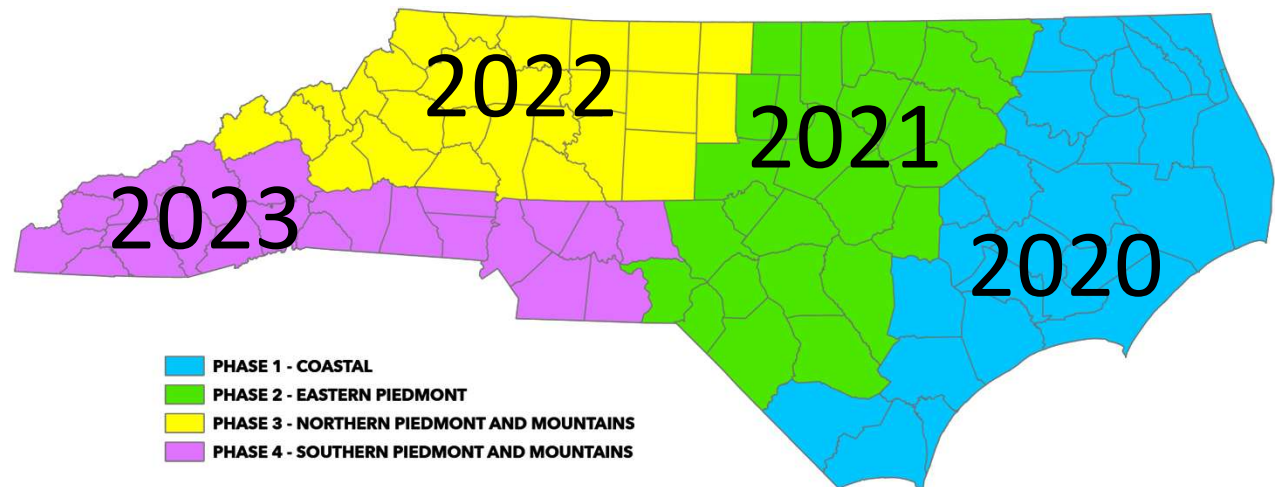 2022
2021
2023
2020
PHASE 1 - COASTAL
PHASE 2 - EASTERN PIEDMONT
PHASE 3 - NORTHERN PIEDMONT AND MOUNTAINS
PHASE 4 - SOUTHERN PIEDMONT AND MOUNTAINS